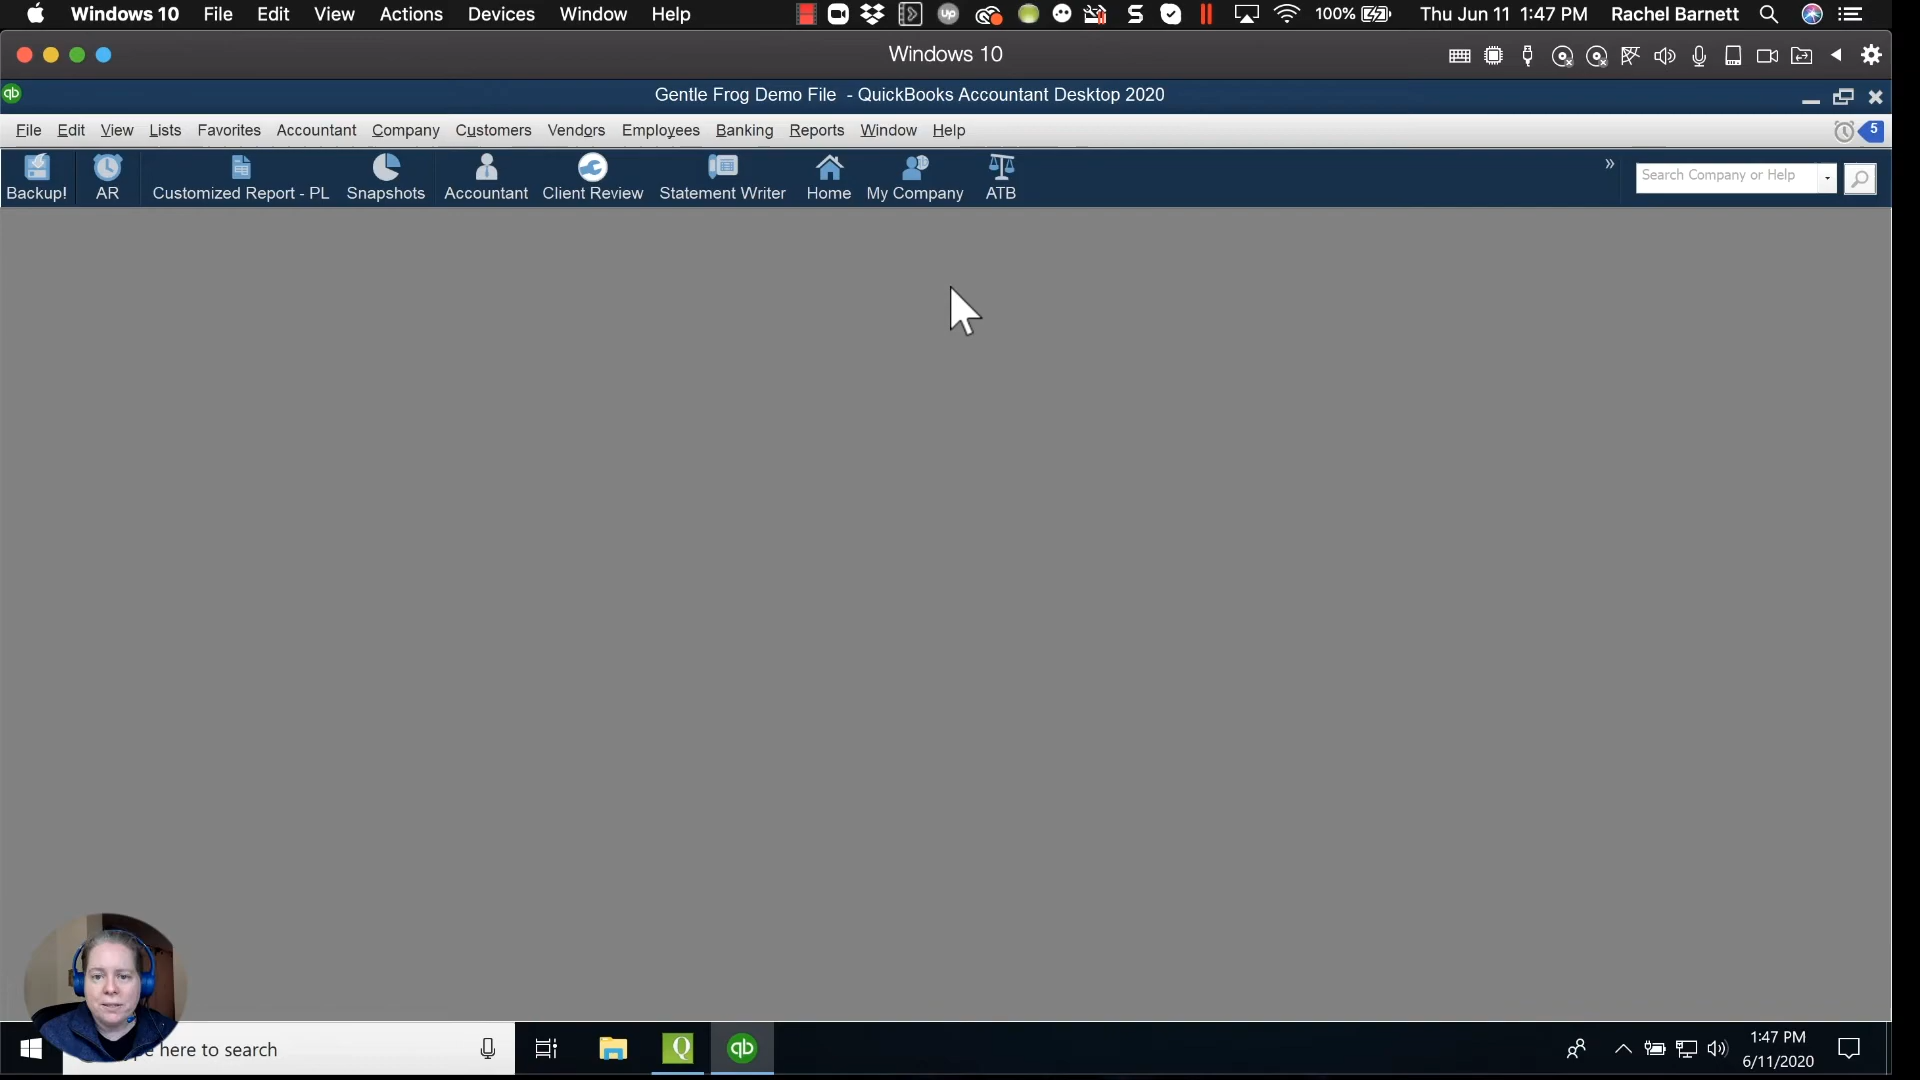 Windows 10 File Edit View Actions Devices Window Help Up S 100% Thu Jun 11 1:47 PM Rachel Barnett
Windows 10
qb Gentle Frog Demo File - QuickBooks Accountant Desktop 2020
File Edit View Lists Favorites Accountant Company Customers Vendors Employees Banking Reports Window Help 5
Backup! AR Customized Report - PL Snapshots Accountant Client Review Statement Writer Home My Company ATB » Search Company or Help
here to search Q qb 1:47 PM
6/11/2020